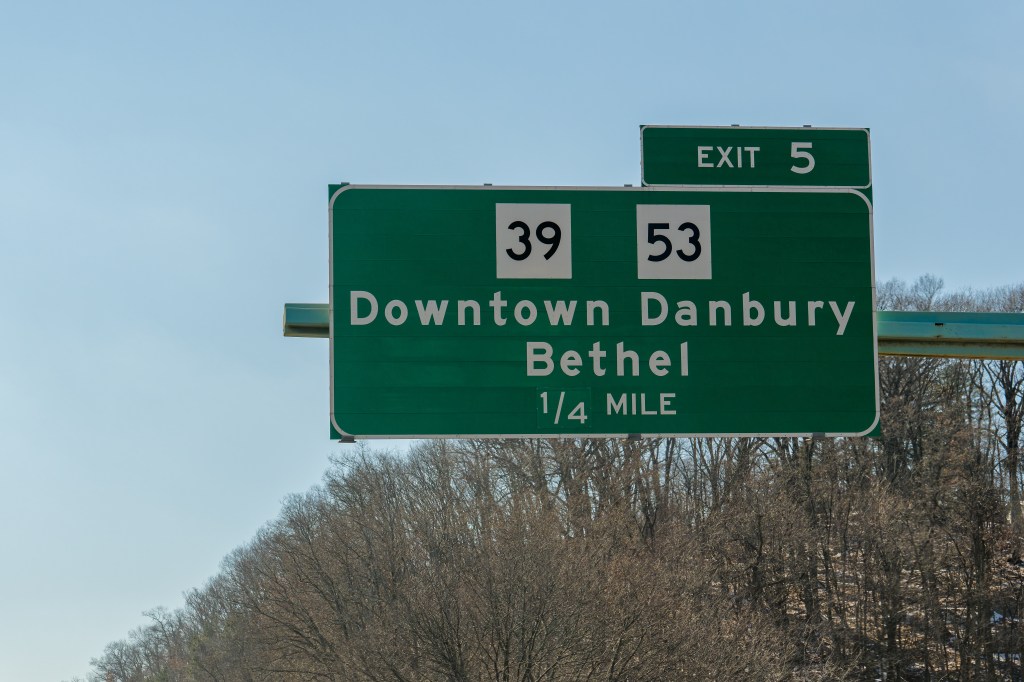 EXIT 5
39 53
Downtown Danbury
Bethel
1/4 MILE